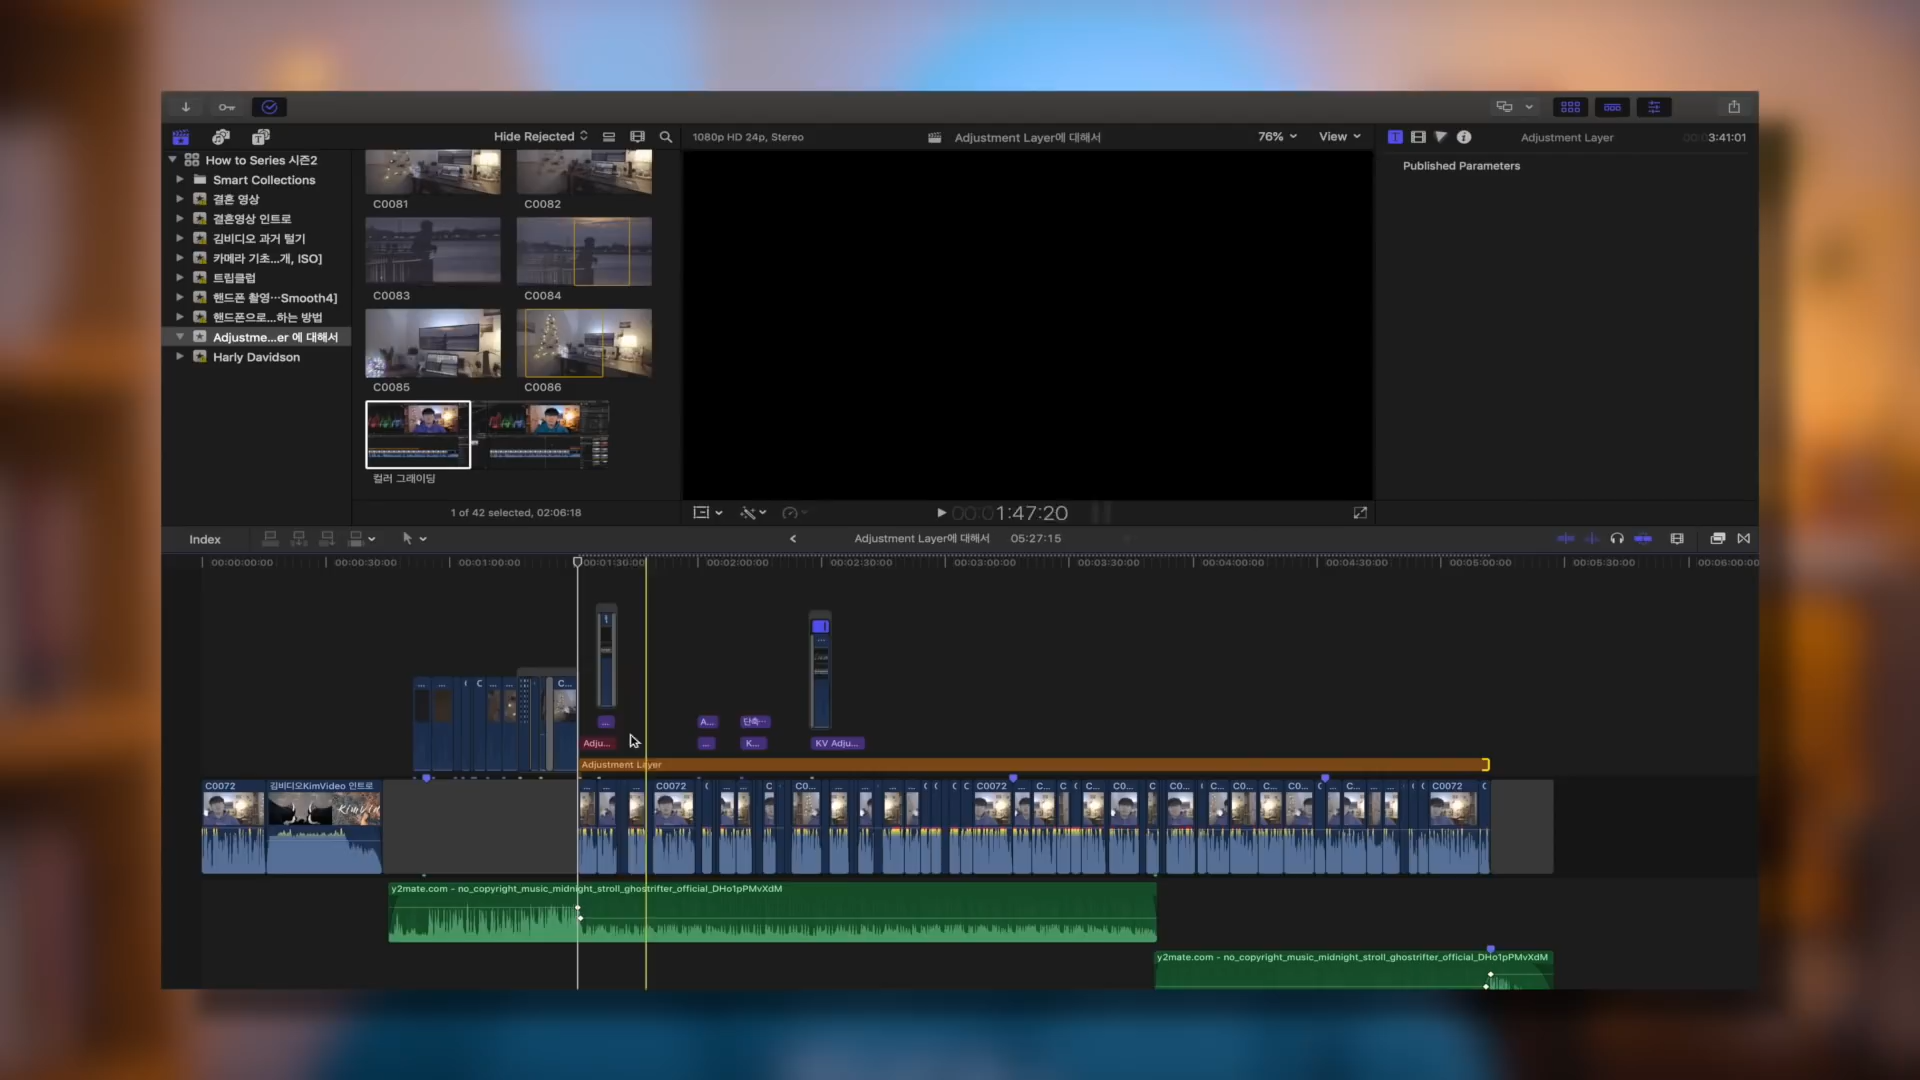 Hide Rejected
1080p HD 24p, Stereo
Adjustment Layer에 대해서
76%
View
Adjustment Layer
00:03:41:01
How to Series 시즌2
Smart Collections
결혼 영상
결혼영상 인트로
김비디오 과거 털기
카메라 기초...개, ISO]
트립클럽
핸드폰 촬영⋯Smooth4]
핸드폰으로...하는 방법
Adjustme...er 에 대해서
Harly Davidson
C0081
C0082
C0083
C0084
C0085
C0086
컬러 그레이딩
1 of 42 selected, 02:06:18
Published Parameters
00:01:47:20
Index
Adjustment Layer에 대해서
05:27:15
00:00:00:00
00:00:30:00
00:01:00:00
00:01:30:00
00:02:00:00
00:02:30:00
00:03:00:00
00:03:30:00
00:04:00:00
00:04:30:00
00:05:00:00
00:05:30:00
00:06:00:00
C...
A...
단축⋯
Adju...
K...
KV Adju...
Adjustment Layer
C0072
김비디오KimVideo 인트로
C0072
C0...
C0072
C...
C...
C0...
C0...
C...
C0...
C...
C0...
C...
C0072
y2mate.com - no_copyright_music_midnight_stroll_ghostrifter_official_DHo1pPMvXdM
y2mate.com - no_copyright_music_midnight_stroll_ghostrifter_official_DHo1pPMvXdM